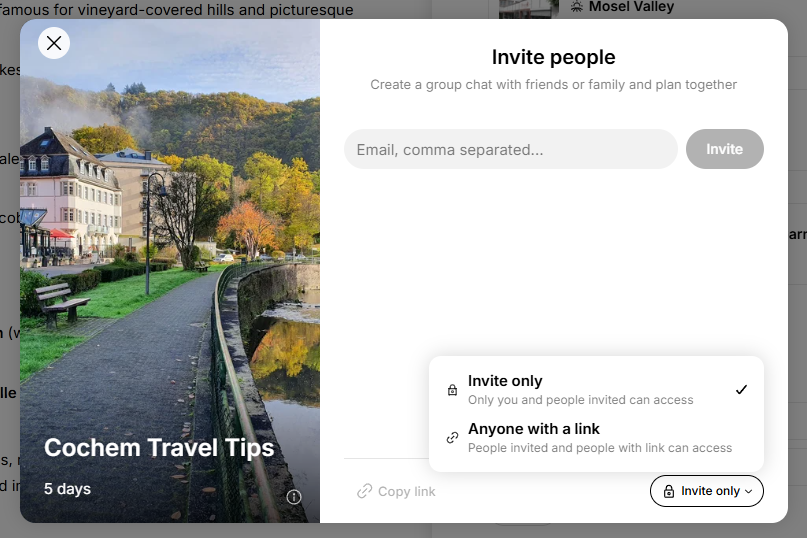 famous for vineyard-covered hills and picturesque
Mosel Valley
Invite people
Create a group chat with friends or family and plan together
Email, comma separated...
Invite
Invite only
Only you and people invited can access
Anyone with a link
People invited and people with link can access
Cochem Travel Tips
5 days
Copy link
Invite only